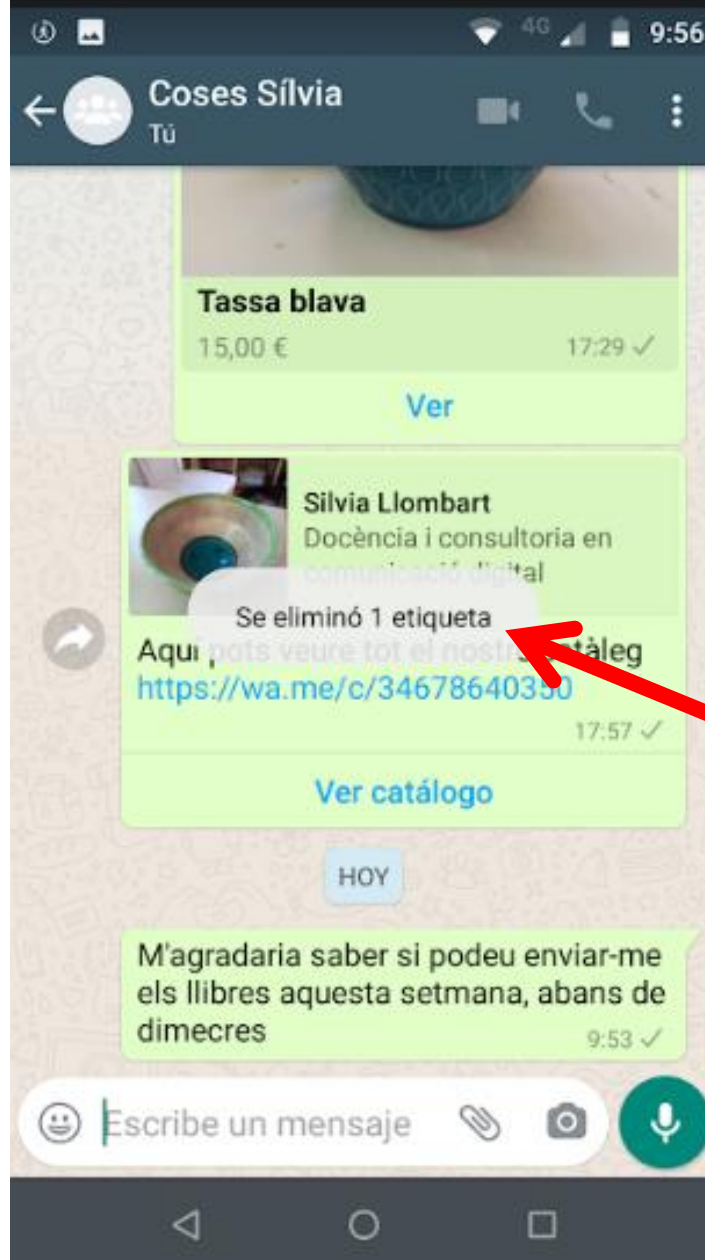 4G 9:56
Coses Sílvia
Tú
Tassa blava
15,00 € 17:29
Ver
Silvia Llombart
Docència i consultoria en
comunicació digital
Se eliminó 1 etiqueta
Aquí pots veure tot el nostre catàleg
https://wa.me/c/34678640350
17:57
Ver catálogo
HOY
M'agradaria saber si podeu enviar-me
els llibres aquesta setmana, abans de
dimecres
9:53
Escribe un mensaje